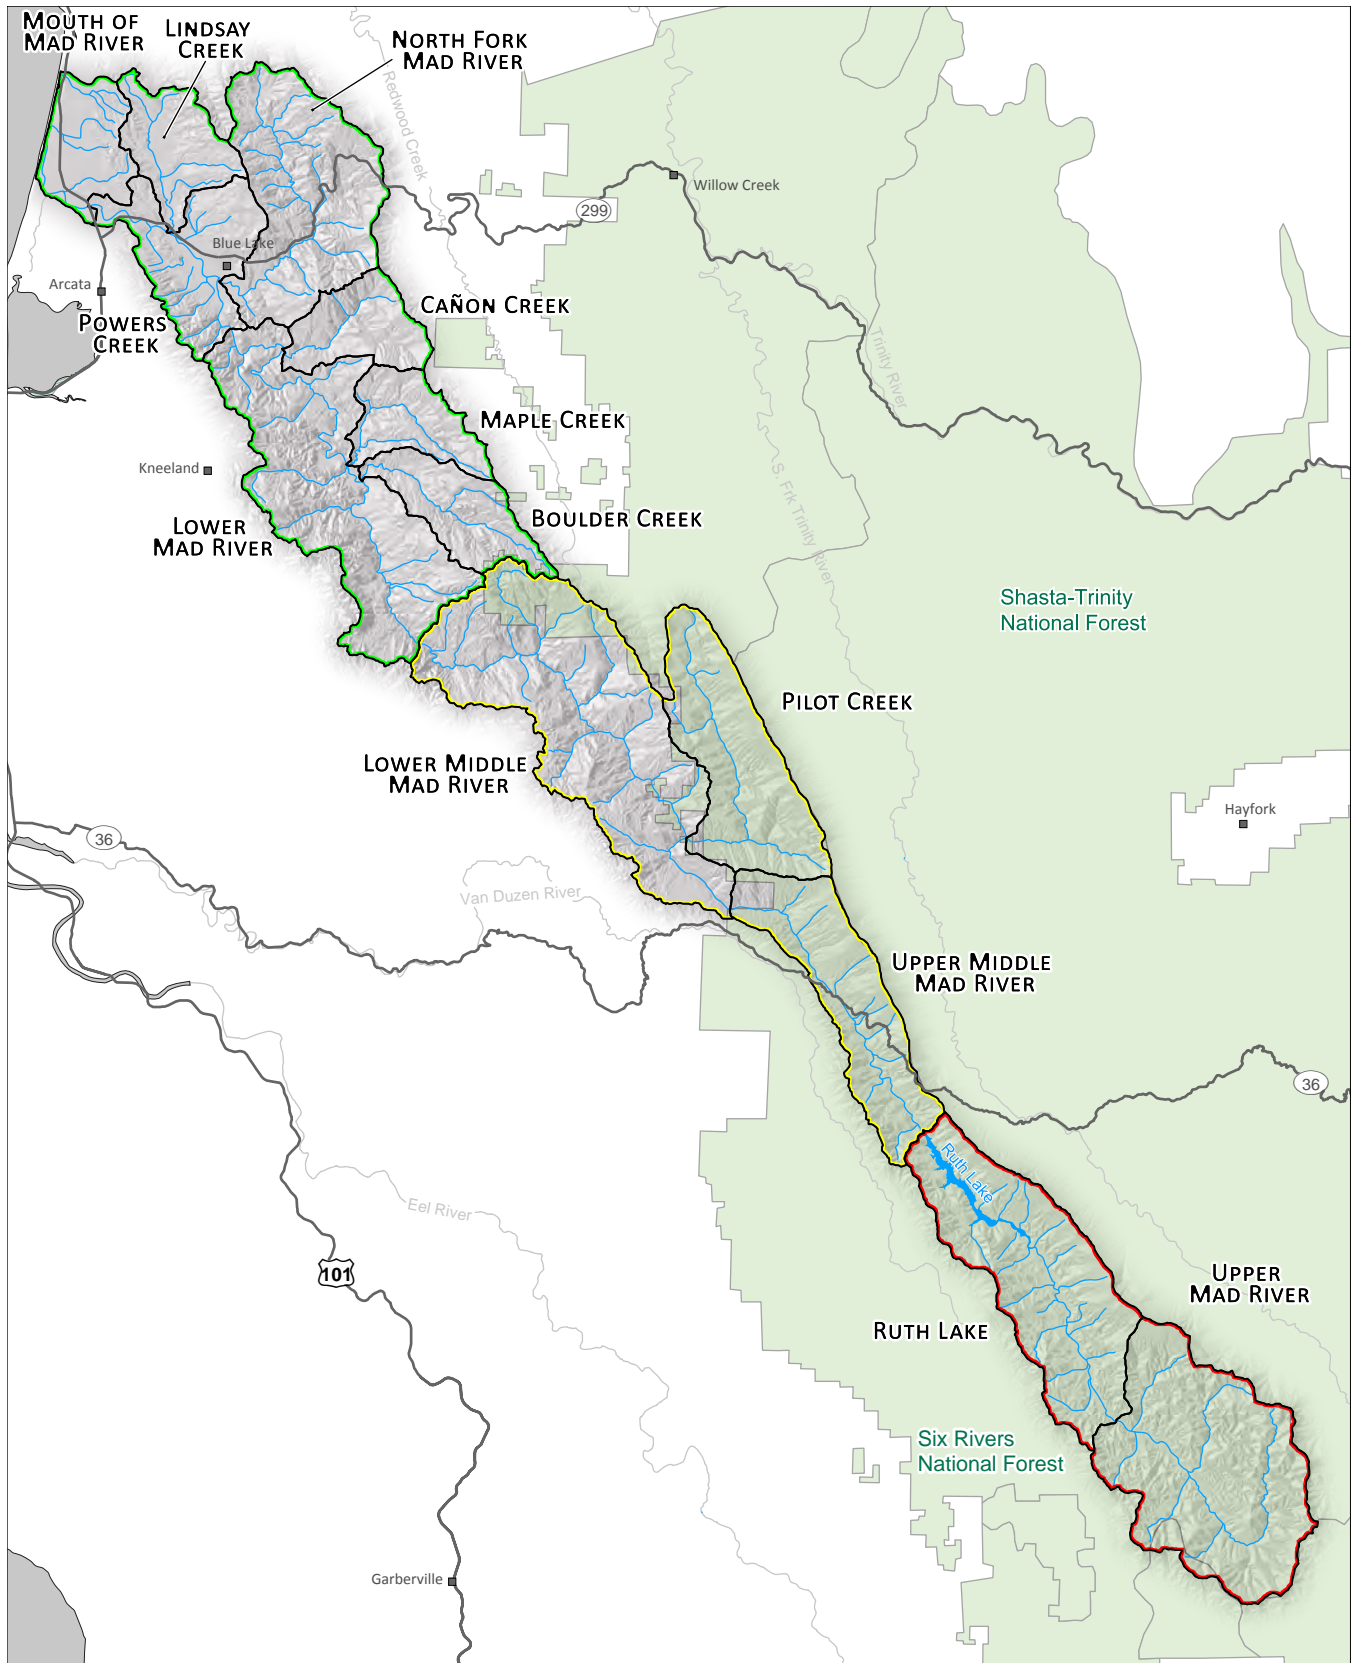 MOUTH OF
MAD RIVER
LINDSAY
CREEK
NORTH FORK
MAD RIVER
Redwood Creek
Willow Creek
299
Blue Lake
Arcata
CAÑON CREEK
POWERS
CREEK
Trinity River
MAPLE CREEK
Kneeland
S. Frk Trinity River
BOULDER CREEK
LOWER
MAD RIVER
Shasta-Trinity
National Forest
PILOT CREEK
LOWER MIDDLE
MAD RIVER
Hayfork
36
Van Duzen River
UPPER MIDDLE
MAD RIVER
36
Ruth Lake
Eel River
101
UPPER
MAD RIVER
RUTH LAKE
Six Rivers
National Forest
Garberville